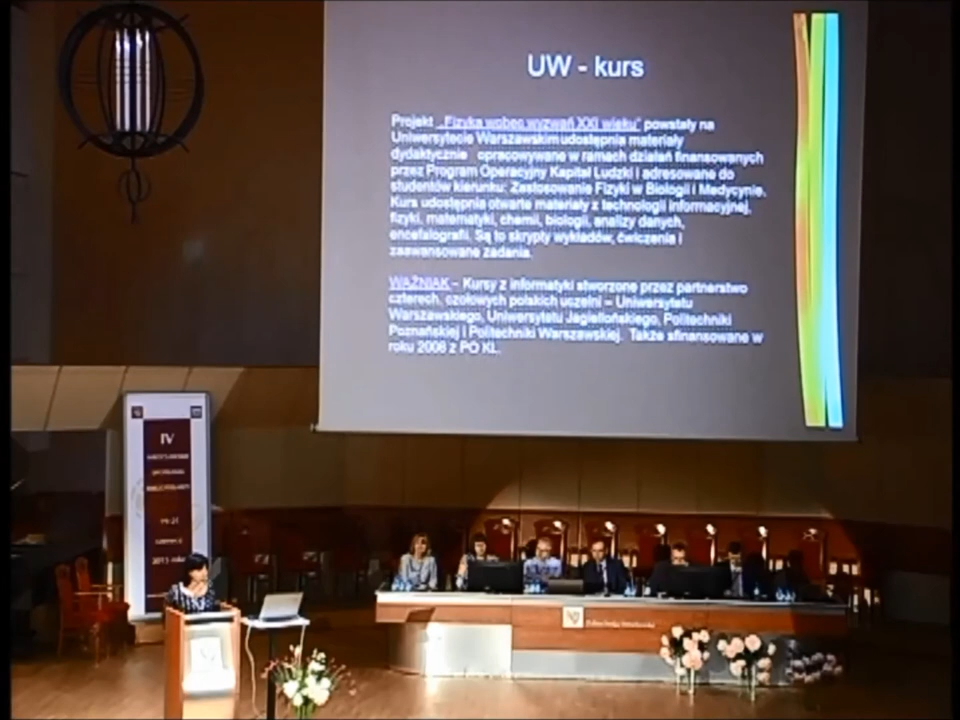 UW - kurs
Projekt „Fizyka wobec wyzwań XXI wieku" powstały na
Uniwersytecie Warszawskim udostępnia materiały
dydaktycznie opracowywane w ramach działań finansowanych
przez Program Operacyjny Kapitał Ludzki i adresowane do
studentów kierunku: Zastosowanie Fizyki w Biologii i Medycynie.
Kurs udostępnia otwarte materiały z technologii informacyjnej,
fizyki, matematyki, chemii, biologii, analizy danych,
encefalografii. Są to skrypty wykładów, ćwiczenia i
zaawansowane zadania.
WAŻNIAK – Kursy z informatyki stworzone przez partnerstwo
czterech, czołowych polskich uczelni – Uniwersytetu
Warszawskiego, Uniwersytetu Jagiellońskiego, Politechniki
Poznańskiej i Politechniki Warszawskiej. Także sfinansowane w
roku 2006 z PO KL.
IV